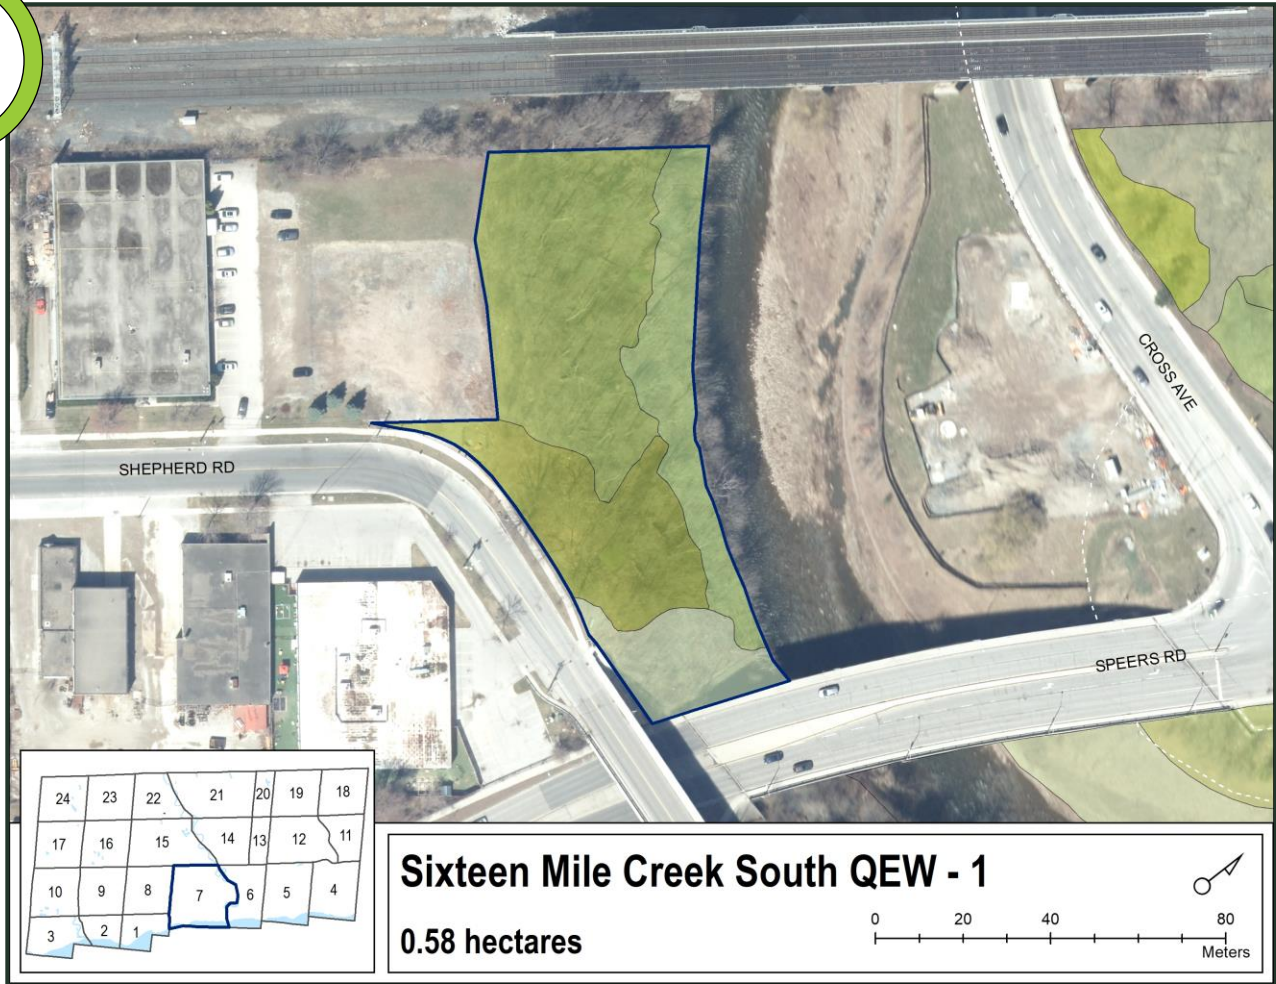 CROSS AVE
SHEPHERD RD
SPEERS RD
24 23 22 21 20 19 18
17 16 15 14 13 12 11
10 9 8 7 6 5 4
3 2 1
Sixteen Mile Creek South QEW - 1
0.58 hectares
0 20 40 80
Meters